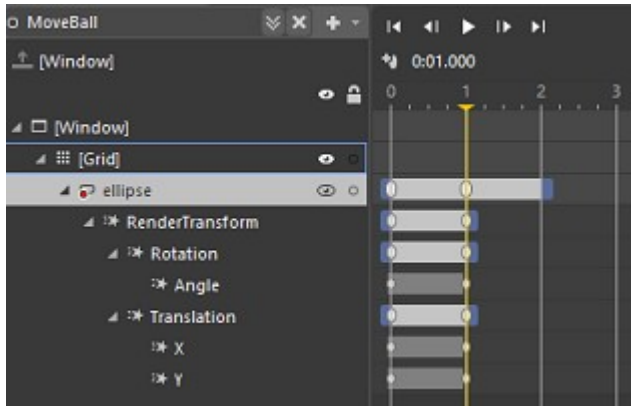 MoveBall
[Window]
0:01.000
0 1 2 3
[Window]
[Grid]
ellipse
RenderTransform
Rotation
Angle
Translation
X
Y